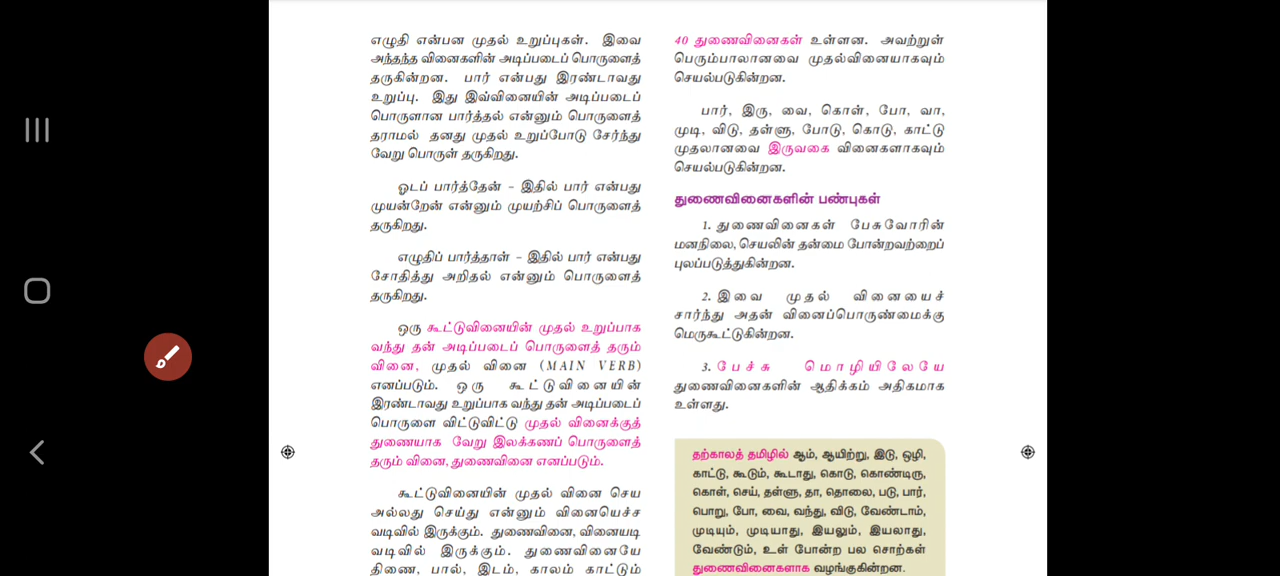 எழுதி என்பன முதல் உறுப்புகள். இவை
அந்தந்த வினைகளின் அடிப்படைப் பொருளைத்
தருகின்றன. பார் என்பது இரண்டாவது
உறுப்பு. இது இவ்வினையின் அடிப்படைப்
பொருளான பார்த்தல் என்னும் பொருளைத்
தராமல் தனது முதல் உறுப்போடு சேர்ந்து
வேறு பொருள் தருகிறது.
ஓடப் பார்த்தேன் – இதில் பார் என்பது
முயன்றேன் என்னும் முயற்சிப் பொருளைத்
தருகிறது.
எழுதிப் பார்த்தாள் – இதில் பார் என்பது
சோதித்து அறிதல் என்னும் பொருளைத்
தருகிறது.
ஒரு கூட்டுவினையின் முதல் உறுப்பாக
வந்து தன் அடிப்படைப் பொருளைத் தரும்
வினை, முதல் வினை (MAIN VERB)
எனப்படும். ஒரு கூட்டுவினையின்
இரண்டாவது உறுப்பாக வந்து தன் அடிப்படைப்
பொருளை விட்டுவிட்டு முதல் வினைக்குத்
துணையாக வேறு இலக்கணப் பொருளைத்
தரும் வினை, துணைவினை எனப்படும்.
கூட்டுவினையின் முதல் வினை செய
அல்லது செய்து என்னும் வினையெச்ச
வடிவில் இருக்கும். துணைவினை, வினையடி
வடிவில் இருக்கும். துணைவினையே
திணை, பால், இடம், காலம் காட்டும்
40 துணைவினைகள் உள்ளன. அவற்றுள்
பெரும்பாலானவை முதல்வினையாகவும்
செயல்படுகின்றன.
பார், இரு, வை, கொள், போ, வா,
முடி, விடு, தள்ளு, போடு, கொடு, காட்டு
முதலானவை இருவகை வினைகளாகவும்
செயல்படுகின்றன.
துணைவினைகளின் பண்புகள்
1. துணைவினைகள் பேசுவோரின்
மனநிலை, செயலின் தன்மை போன்றவற்றைப்
புலப்படுத்துகின்றன.
2. இவை முதல் வினையைச்
சார்ந்து அதன் வினைப்பொருண்மைக்கு
மெருகூட்டுகின்றன.
3. பேச்சு மொழியிலேயே
துணைவினைகளின் ஆதிக்கம் அதிகமாக
உள்ளது.
தற்காலத் தமிழில் ஆம், ஆயிற்று, இடு, ஒழி,
காட்டு, கூடும், கூடாது, கொடு, கொண்டிரு,
கொள், செய், தள்ளு, தா, தொலை, படு, பார்,
பொறு, போ, வை, வந்து, விடு, வேண்டாம்,
முடியும், முடியாது, இயலும், இயலாது,
வேண்டும், உள் போன்ற பல சொற்கள்
துணைவினைகளாக வழங்குகின்றன.